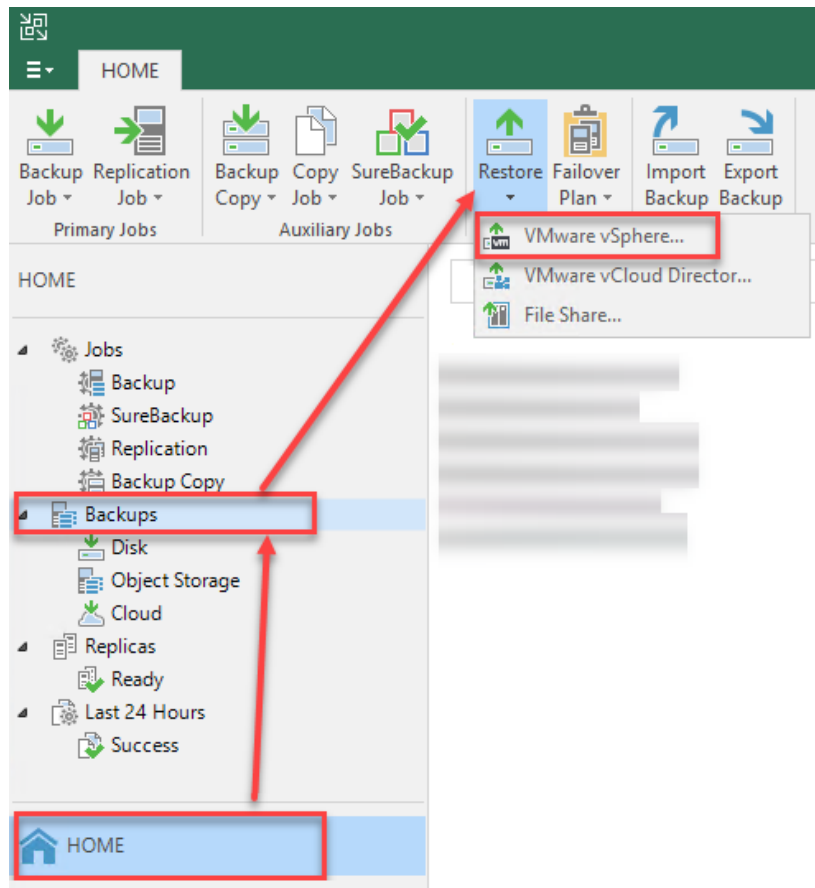 HOME
Backup Replication Backup Copy SureBackup Restore Failover Import Export
Job Job Copy Job Job Plan Backup Backup
Primary Jobs Auxiliary Jobs
VMware vSphere...
HOME
VMware vCloud Director...
File Share...
Jobs
Backup
SureBackup
Replication
Backup Copy
Backups
Disk
Object Storage
Cloud
Replicas
Ready
Last 24 Hours
Success
HOME